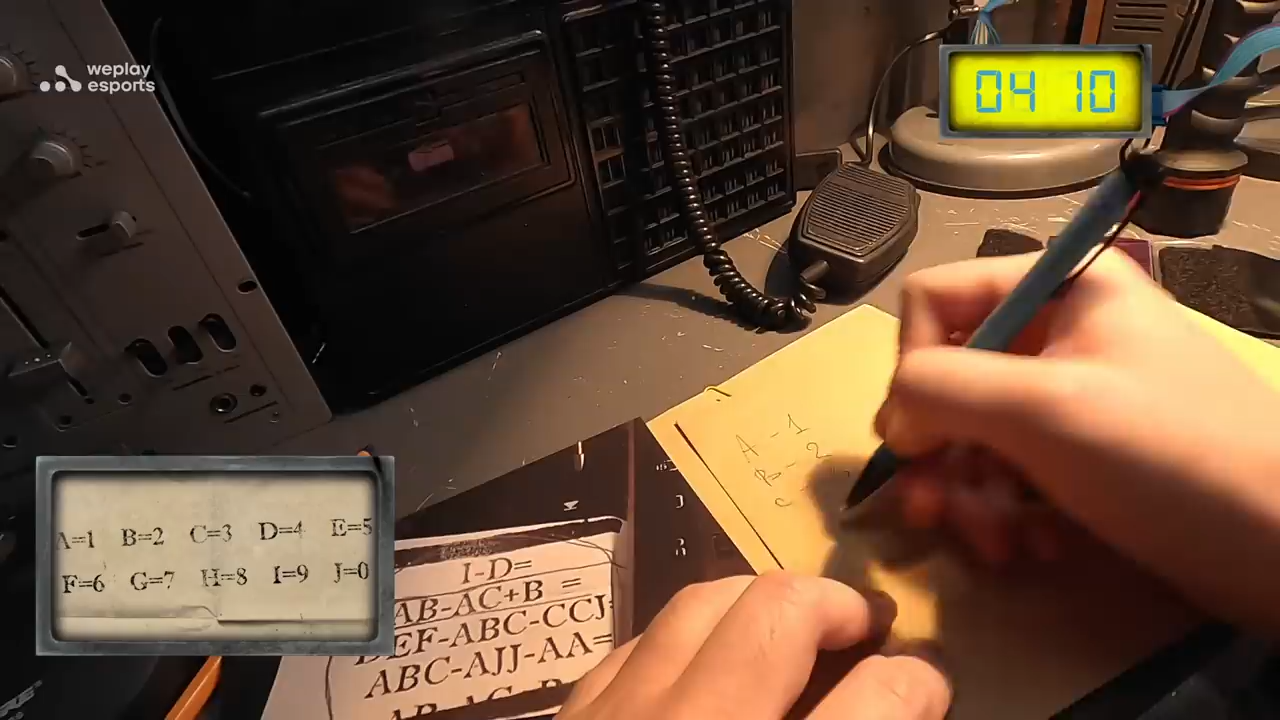 weplay
esports
04 10
A - 1
B - 2
C
A=1 B=2 C=3 D=4 E=5
F=6 G=7 H=8 I=9 J=0
I-D=
AB-AC+B =
DEF-ABC-CCJ-
ABC-AJJ-AA=